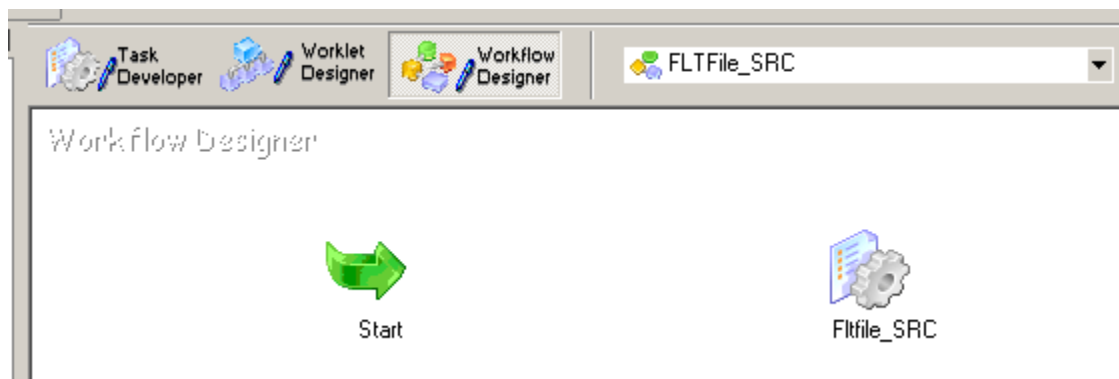 Task
Developer
Worklet
Designer
Workflow
Designer
FLTFile_SRC
Workflow Designer
Start
Fltfile_SRC